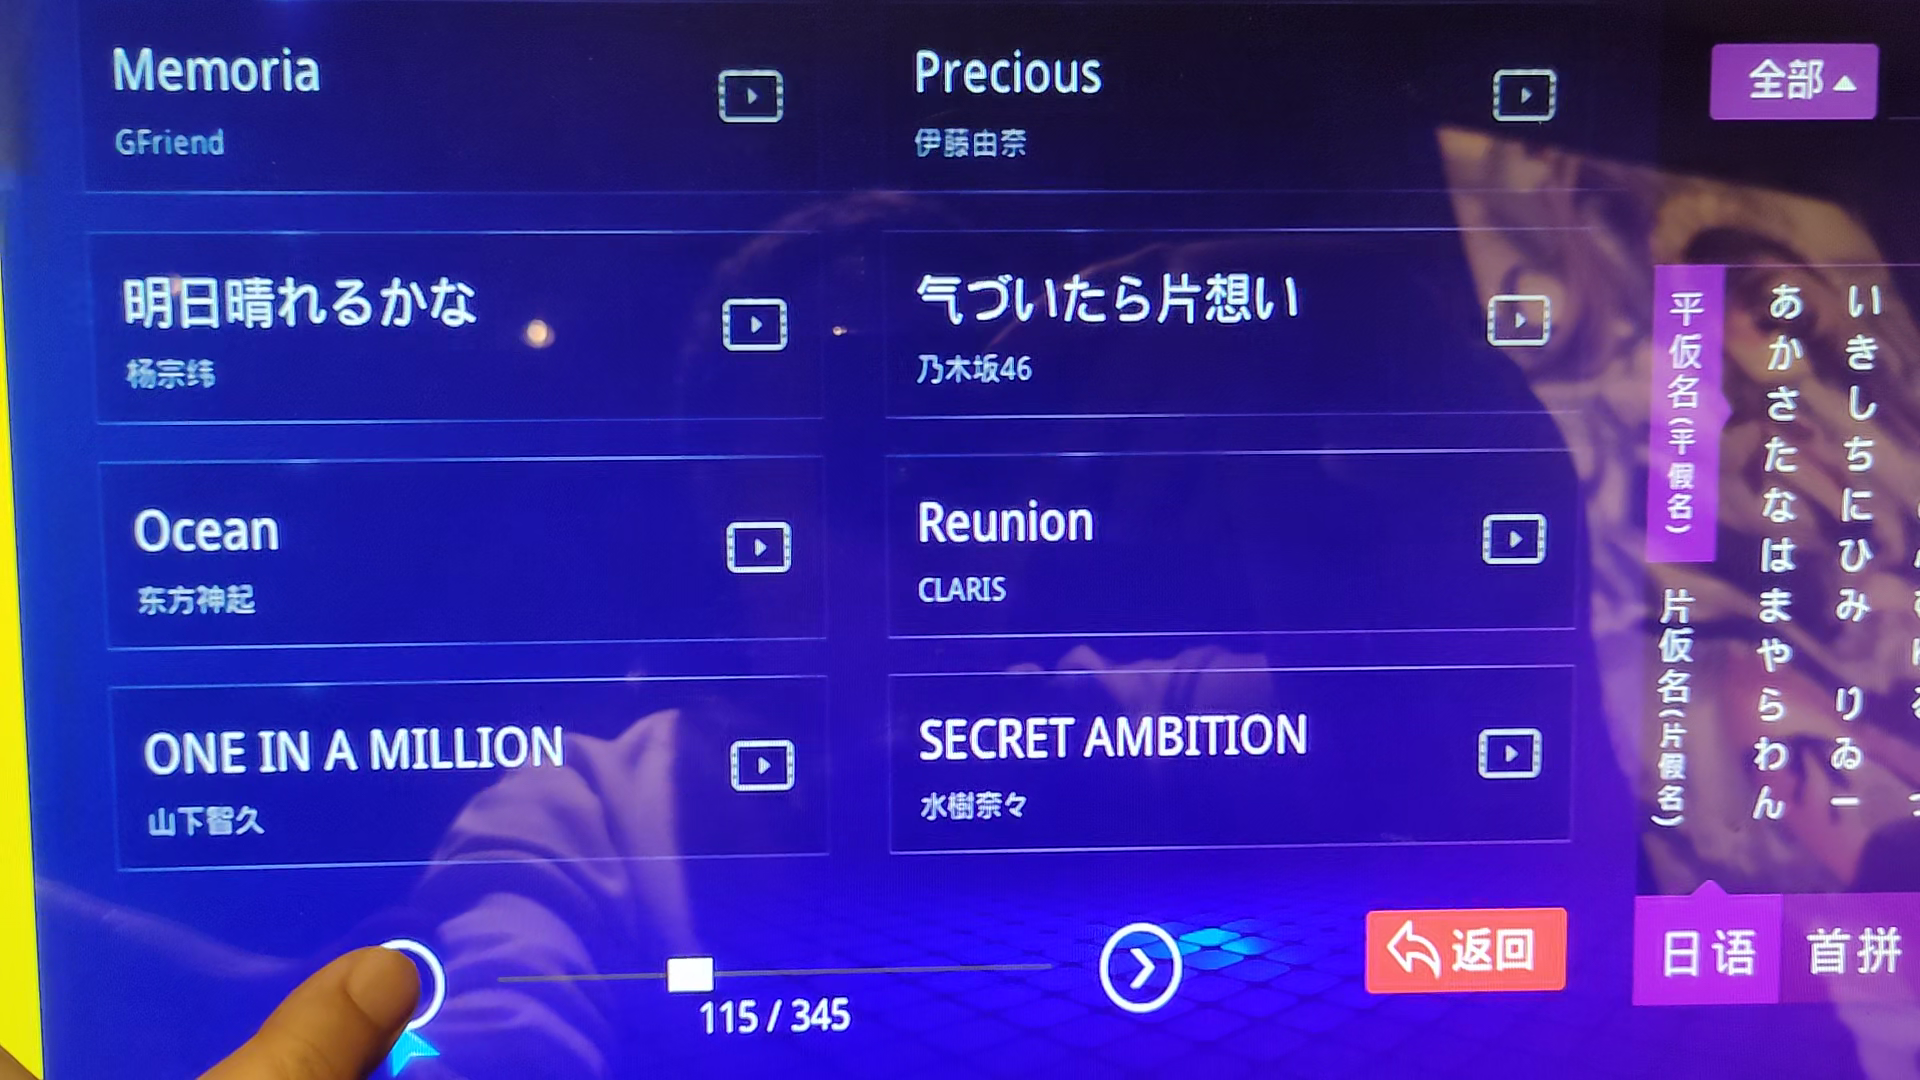 Memoria
GFriend
Precious
伊藤由奈
全部
明日晴れるかな
杨宗纬
气づいたら片想い
乃木坂46
Ocean
东方神起
Reunion
CLARIS
ONE IN A MILLION
山下智久
SECRET AMBITION
水樹奈々
115 / 345
返回
平仮名(平假名)
片仮名(片假名)
あかさたなはまやらわん
いきしちにひみ りゐー
日语
首拼